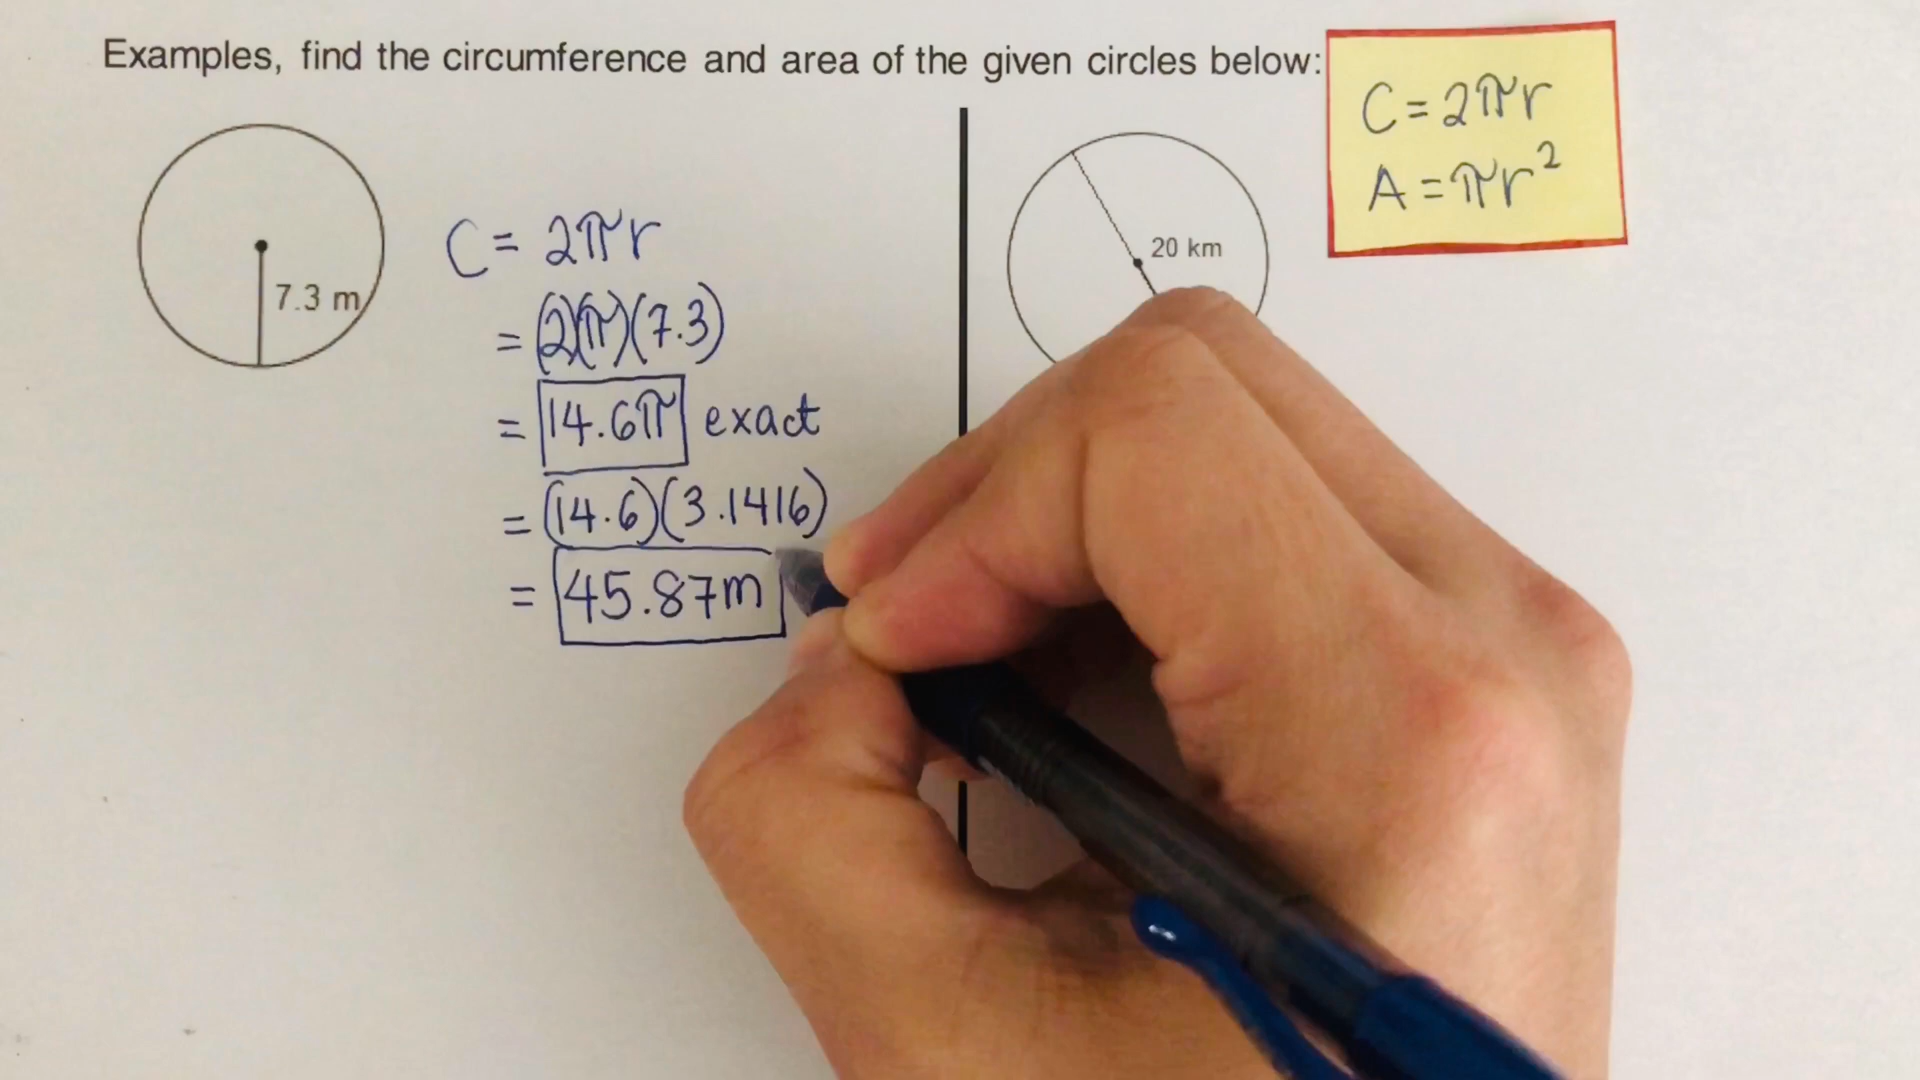 Examples, find the circumference and area of the given circles below:
C = 2πr
A = πr²
7.3 m
C = 2πr
= (2)(π)(7.3)
= 14.6π exact
= (14.6)(3.1416)
= 45.87m
20 km